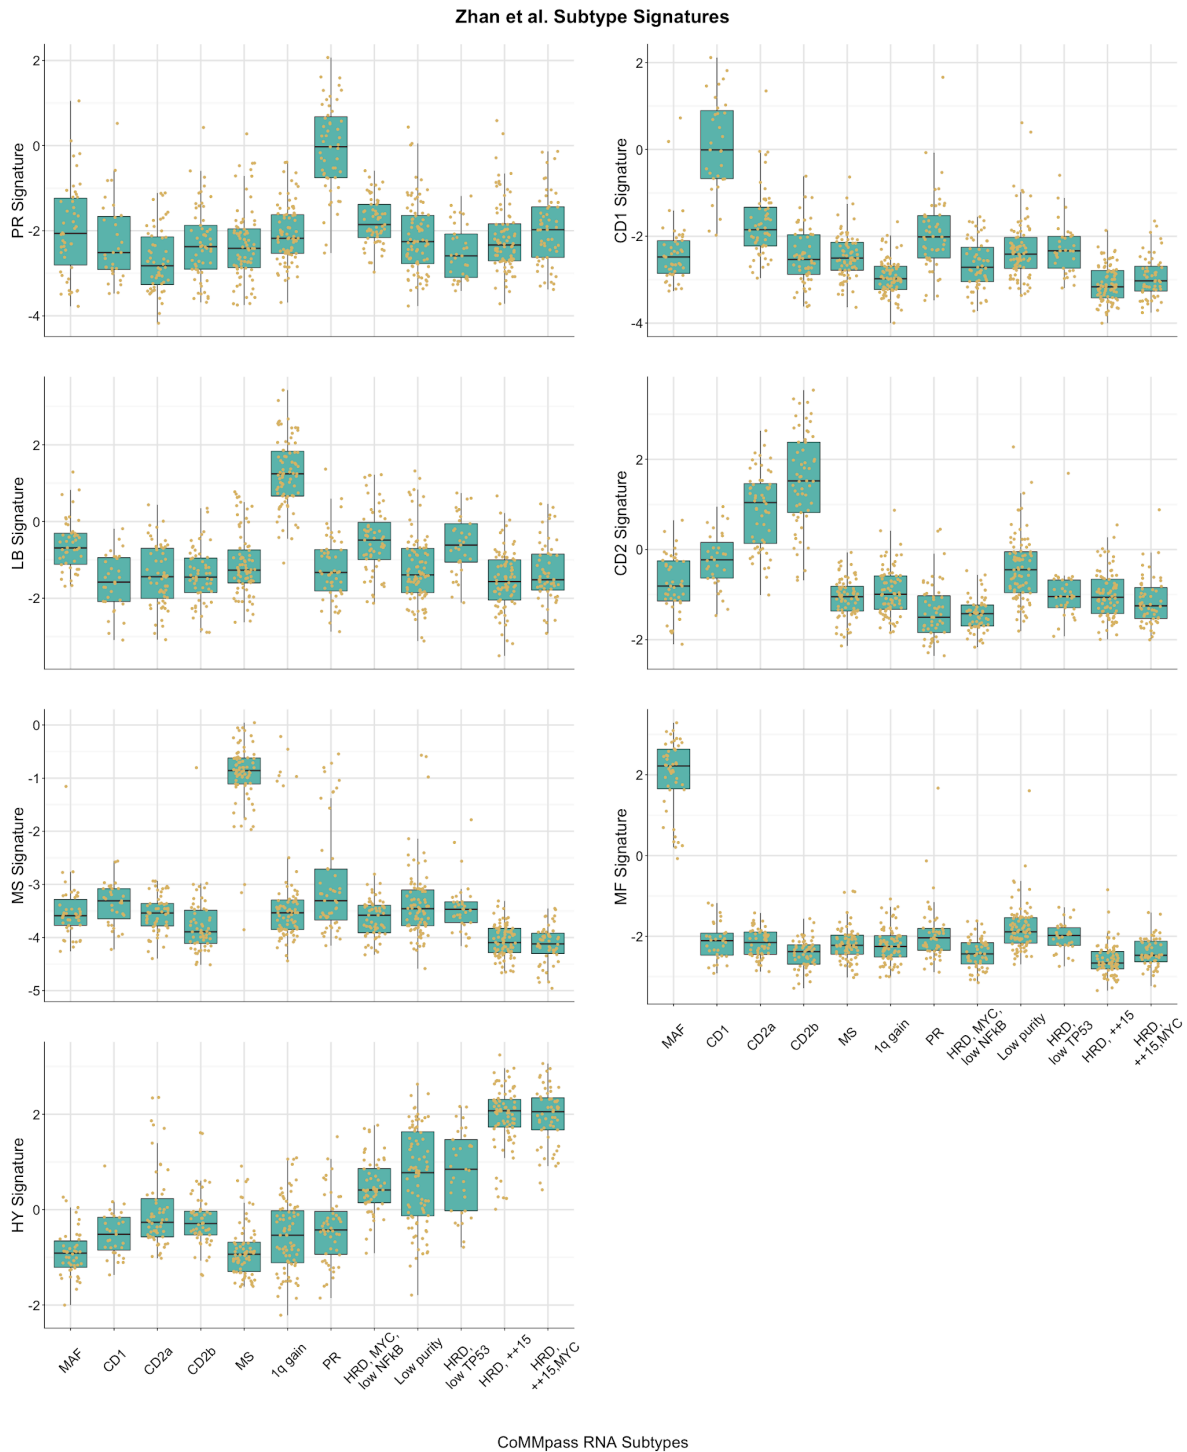 Zhan et al. Subtype Signatures
PR Signature
2
0
-2
-4
CD1 Signature
2
0
-2
-4
LB Signature
2
0
-2
CD2 Signature
2
0
-2
MS Signature
0
-1
-2
-3
-4
-5
MF Signature
2
0
-2
MAF
CD1
CD2a
CD2b
MS
1q gain
PR
HRD, MYC,
low NFkB
Low purity
HRD,
low TP53
HRD, ++15
HRD,
++15,MYC
HY Signature
2
0
-2
MAF
CD1
CD2a
CD2b
MS
1q gain
PR
HRD, MYC,
low NFkB
Low purity
HRD,
low TP53
HRD, ++15
HRD,
++15,MYC
CoMMpass RNA Subtypes